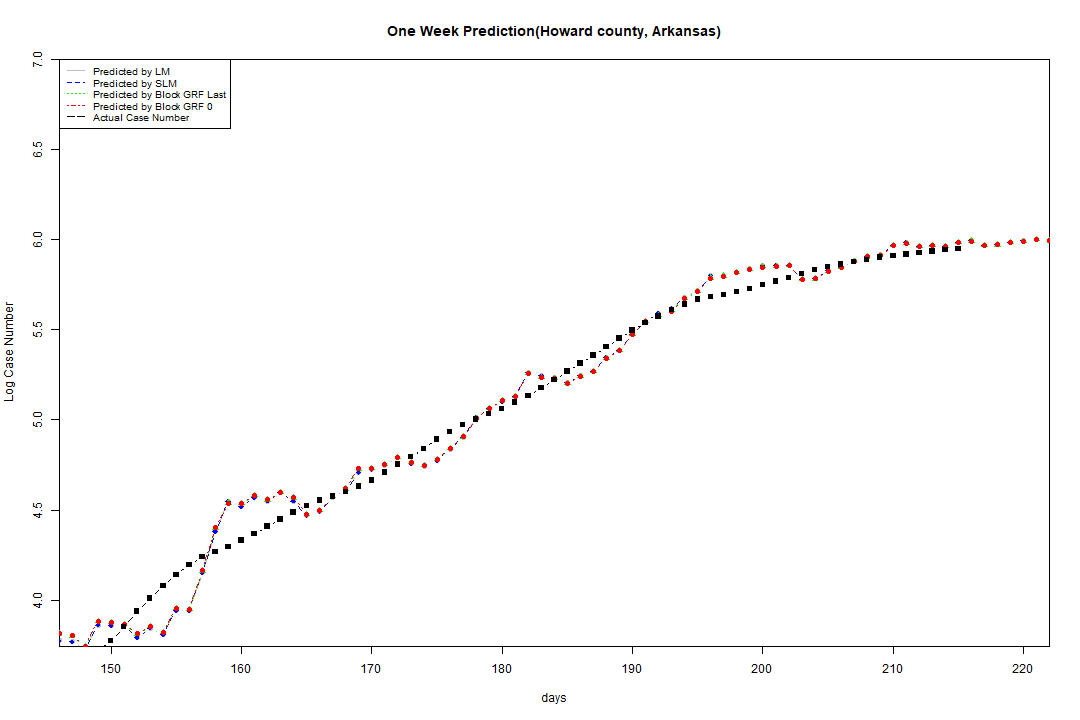 One Week Prediction(Howard county, Arkansas)
Predicted by LM
Predicted by SLM
Predicted by Block GRF Last
Predicted by Block GRF 0
Actual Case Number
7.0
6.5
6.0
5.5
5.0
4.5
4.0
Log Case Number
150 160 170 180 190 200 210 220
days